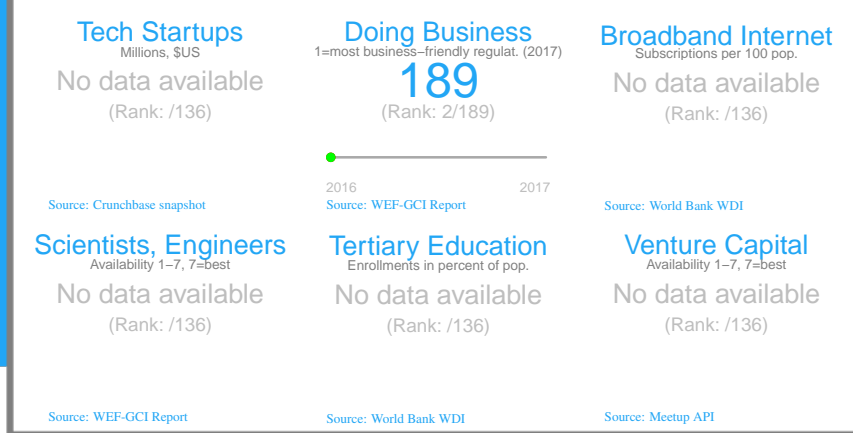 Tech Startups
Millions, $US
No data available
(Rank: /136)
Source: Crunchbase snapshot
Doing Business
1=most business−friendly regulat. (2017)
189
(Rank: 2/189)
2016 2017
Source: WEF-GCI Report
Broadband Internet
Subscriptions per 100 pop.
No data available
(Rank: /136)
Source: World Bank WDI
Scientists, Engineers
Availability 1−7, 7=best
No data available
(Rank: /136)
Source: WEF-GCI Report
Tertiary Education
Enrollments in percent of pop.
No data available
(Rank: /136)
Source: World Bank WDI
Venture Capital
Availability 1−7, 7=best
No data available
(Rank: /136)
Source: Meetup API